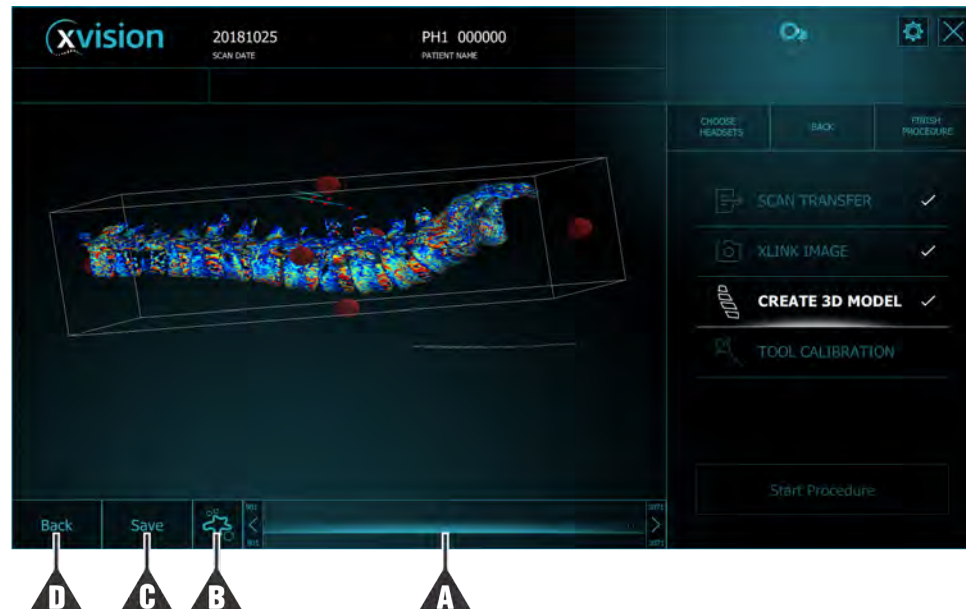 xvision
20181025
SCAN DATE
PH1 000000
PATIENT NAME
CHOOSE
HEADSETS
BACK
FINISH
PROCEDURE
SCAN TRANSFER
XLINK IMAGE
CREATE 3D MODEL
TOOL CALIBRATION
Start Procedure
Back
Save
D
C
B
A